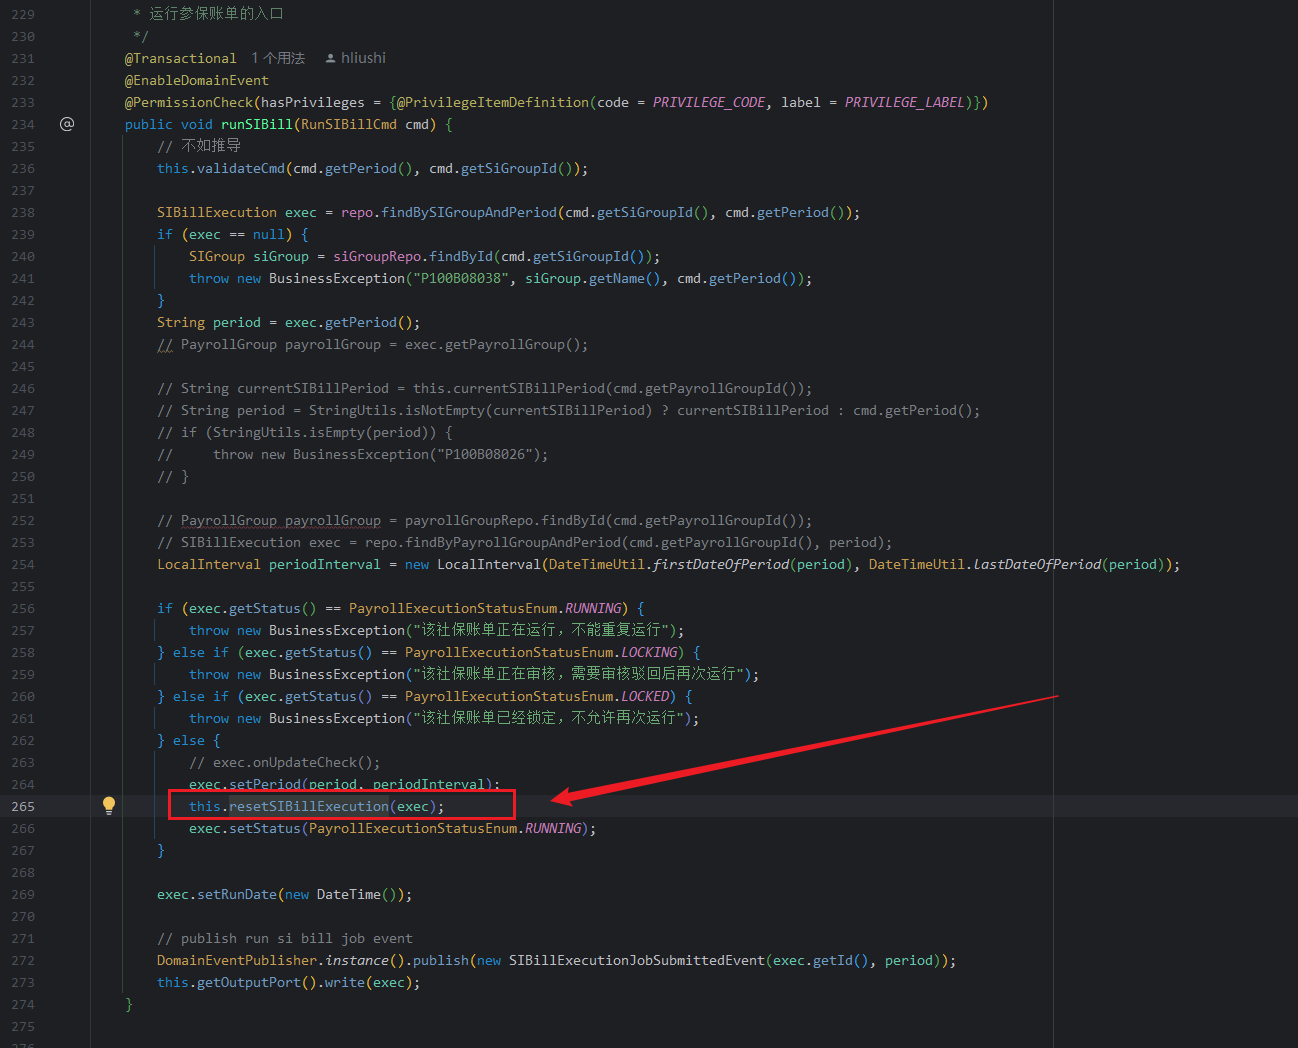 229 * 运行参保账单的入口
230 */
231 @Transactional 1 个用法 hliushi
232 @EnableDomainEvent
233 @PermissionCheck(hasPrivileges = {@PrivilegeItemDefinition(code = PRIVILEGE_CODE, label = PRIVILEGE_LABEL)})
234 @ public void runSIBill(RunSIBillCmd cmd) {
235 // 不如推导
236 this.validateCmd(cmd.getPeriod(), cmd.getSiGroupId());
237
238 SIBillExecution exec = repo.findBySIGroupAndPeriod(cmd.getSiGroupId(), cmd.getPeriod());
239 if (exec == null) {
240 SIGroup siGroup = siGroupRepo.findById(cmd.getSiGroupId());
241 throw new BusinessException("P100B08038", siGroup.getName(), cmd.getPeriod());
242 }
243 String period = exec.getPeriod();
244 // PayrollGroup payrollGroup = exec.getPayrollGroup();
245
246 // String currentSIBillPeriod = this.currentSIBillPeriod(cmd.getPayrollGroupId());
247 // String period = StringUtils.isNotEmpty(currentSIBillPeriod) ? currentSIBillPeriod : cmd.getPeriod();
248 // if (StringUtils.isEmpty(period)) {
249 // throw new BusinessException("P100B08026");
250 // }
251
252 // PayrollGroup payrollGroup = payrollGroupRepo.findById(cmd.getPayrollGroupId());
253 // SIBillExecution exec = repo.findByPayrollGroupAndPeriod(cmd.getPayrollGroupId(), period);
254 LocalInterval periodInterval = new LocalInterval(DateTimeUtil.firstDateOfPeriod(period), DateTimeUtil.lastDateOfPeriod(period));
255
256 if (exec.getStatus() == PayrollExecutionStatusEnum.RUNNING) {
257 throw new BusinessException("该社保账单正在运行，不能重复运行");
258 } else if (exec.getStatus() == PayrollExecutionStatusEnum.LOCKING) {
259 throw new BusinessException("该社保账单正在审核，需要审核驳回后再次运行");
260 } else if (exec.getStatus() == PayrollExecutionStatusEnum.LOCKED) {
261 throw new BusinessException("该社保账单已经锁定，不允许再次运行");
262 } else {
263 // exec.onUpdateCheck();
264 exec.setPeriod(period, periodInterval);
265 this.resetSIBillExecution(exec);
266 exec.setStatus(PayrollExecutionStatusEnum.RUNNING);
267 }
268
269 exec.setRunDate(new DateTime());
270
271 // publish run si bill job event
272 DomainEventPublisher.instance().publish(new SIBillExecutionJobSubmittedEvent(exec.getId(), period));
273 this.getOutputPort().write(exec);
274 }
275
276